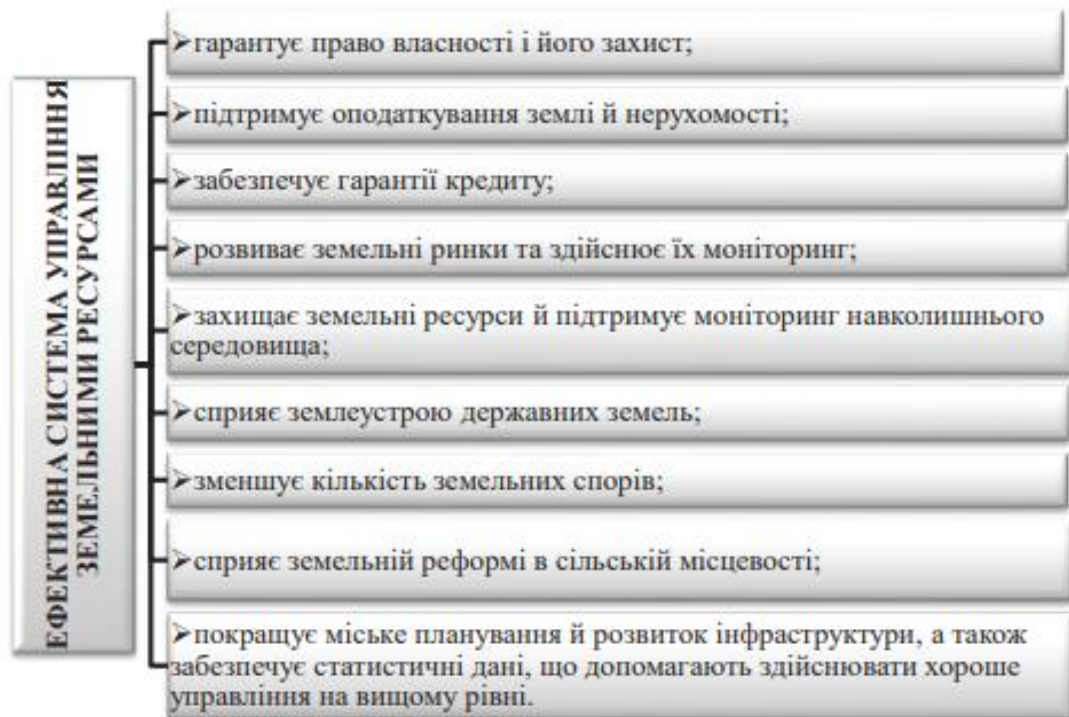 ЕФЕКТИВНА СИСТЕМА УПРАВЛІННЯ
ЗЕМЕЛЬНИМИ РЕСУРСАМИ
➢гарантує право власності і його захист;
➢підтримує оподаткування землі й нерухомості;
➢забезпечує гарантії кредиту;
➢розвиває земельні ринки та здійснює їх моніторинг;
➢захищає земельні ресурси й підтримує моніторинг навколишнього
середовища;
➢сприяє землеустрою державних земель;
➢зменшує кількість земельних спорів;
➢сприяє земельній реформі в сільській місцевості;
➢покращує міське планування й розвиток інфраструктури, а також
забезпечує статистичні дані, що допомагають здійснювати хороше
управління на вищому рівні.